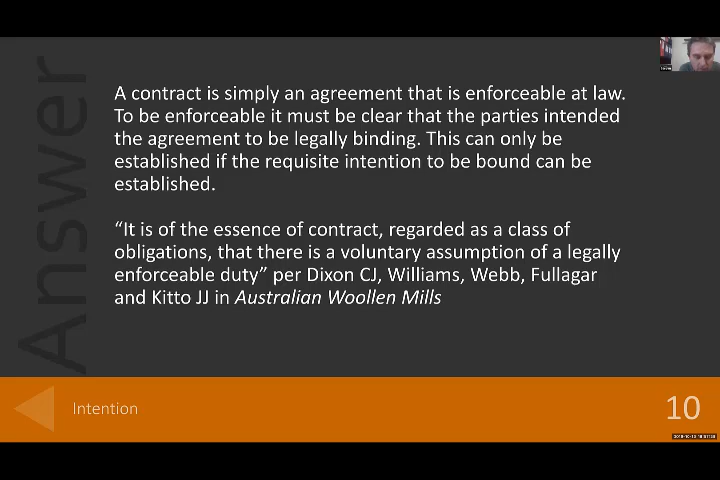 Answer
A contract is simply an agreement that is enforceable at law.
To be enforceable it must be clear that the parties intended
the agreement to be legally binding. This can only be
established if the requisite intention to be bound can be
established.
“It is of the essence of contract, regarded as a class of
obligations, that there is a voluntary assumption of a legally
enforceable duty” per Dixon CJ, Williams, Webb, Fullagar
and Kitto JJ in Australian Woollen Mills
Intention
10